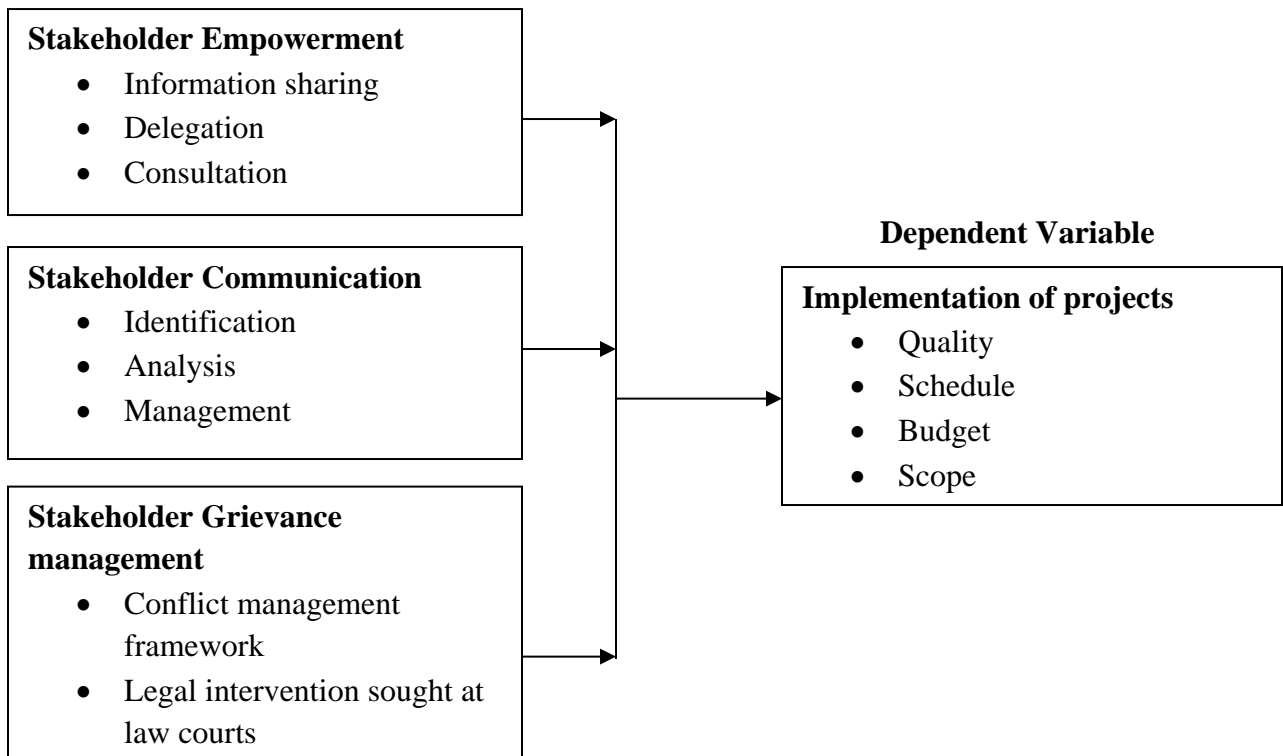 Stakeholder Empowerment
• Information sharing
• Delegation
• Consultation
Stakeholder Communication
• Identification
• Analysis
• Management
Stakeholder Grievance
management
• Conflict management
framework
• Legal intervention sought at
law courts
Dependent Variable
Implementation of projects
• Quality
• Schedule
• Budget
• Scope